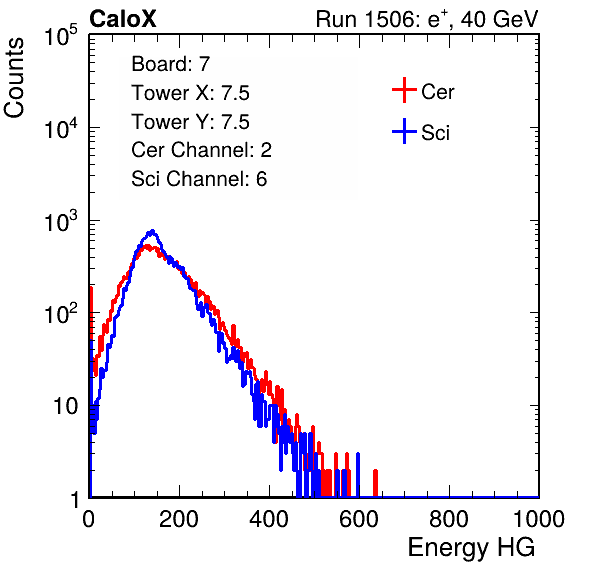 CaloX Run 1506: e⁺, 40 GeV
Counts
Board: 7
Tower X: 7.5
Tower Y: 7.5
Cer Channel: 2
Sci Channel: 6
Cer
Sci
10⁵
10⁴
10³
10²
10
1
0 200 400 600 800 1000
Energy HG